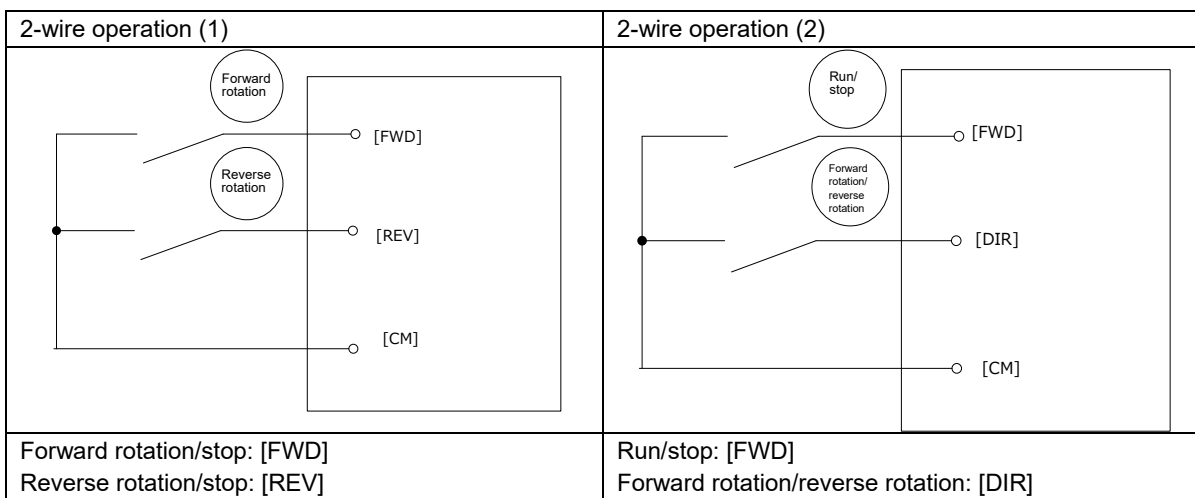 2-wire operation (1)
Forward
rotation
[FWD]
Reverse
rotation
[REV]
[CM]
Forward rotation/stop: [FWD]
Reverse rotation/stop: [REV]
2-wire operation (2)
Run/
stop
[FWD]
Forward
rotation/
reverse
rotation
[DIR]
[CM]
Run/stop: [FWD]
Forward rotation/reverse rotation: [DIR]